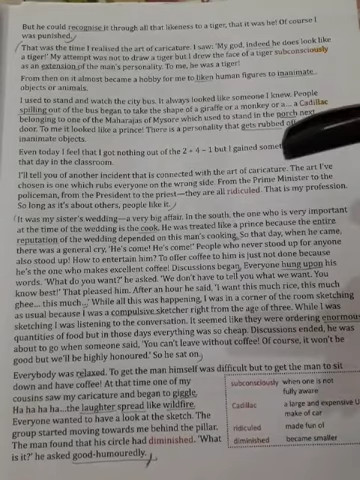 But he could recognise it through all that likeness to a tiger, that it was he! Of course I
was punished.
That was the time I realised the art of caricature. I saw: 'My god, indeed he does look like
a tiger!' My attempt was not to draw a tiger but I drew the face of a tiger subconsciously
as an extension of the man's personality. To me, he was a tiger!
From then on it almost became a hobby for me to liken human figures to inanimate
objects or animals.
I used to stand and watch the city bus. It always looked like someone I knew. People
spilling out of the bus began to take the shape of a giraffe or a monkey or a... a Cadillac
belonging to one of the Maharajas of Mysore which used to stand in the porch next
door. To me it looked like a prince! There is a personality that gets rubbed
inanimate objects.
Even today I feel that I got nothing out of the 2 + 4 – 1 but I gained
that day in the classroom.
I'll tell you of another incident that is connected with the art of caricature. The art I've
chosen is one which rubs everyone on the wrong side. From the Prime Minister to the
policeman, from the President to the priest—they are all ridiculed. That is my profession.
So long as it's about others, people like it.
It was my sister's wedding—a very big affair. In the south, the one who is very important
at the time of the wedding is the cook. He was treated like a prince because the entire
reputation of the wedding depended on this man's cooking. So that day, when he came,
there was a general cry, 'He's come! He's come!' People who never stood up for anyone
also stood up! How to entertain him? To offer coffee to him is just not done because
he's the one who makes excellent coffee! Discussions began. Everyone hung upon his
words. 'What do you want?' he asked. 'We don't have to tell you what we want. You
know best!' That pleased him. After an hour he said, 'I want this much rice, this much
ghee... this much...' While all this was happening, I was in a corner of the room sketching
as usual because I was a compulsive sketcher right from the age of three. While I was
sketching I was listening to the conversation. It seemed like they were ordering enormous
quantities of food but in those days everything was so cheap. Discussions ended, he was
about to go when someone said, 'You can't leave without coffee! Of course, it won't be
good but we'll be highly honoured.' So he sat on.
Everybody was relaxed. To get the man himself was difficult but to get the man to sit
down and have coffee! At that time one of my
cousins saw my caricature and began to giggle.
Ha ha ha ha...the laughter spread like wildfire.
Everyone wanted to have a look at the sketch. The
group started moving towards me behind the pillar.
The man found that his circle had diminished. 'What
is it?' he asked good-humouredly.
subconsciously when one is not
fully aware
Cadillac a large and expensive U
make of car
ridiculed made fun of
diminished became smaller